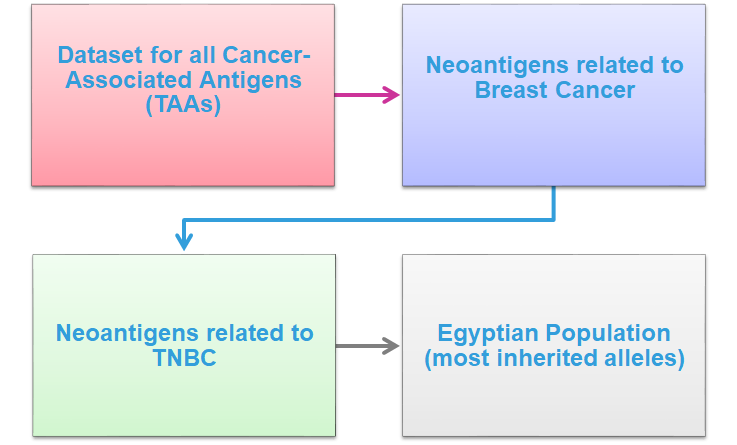 Dataset for all Cancer-
Associated Antigens
(TAAs)
Neoantigens related to
Breast Cancer
Neoantigens related to
TNBC
Egyptian Population
(most inherited alleles)